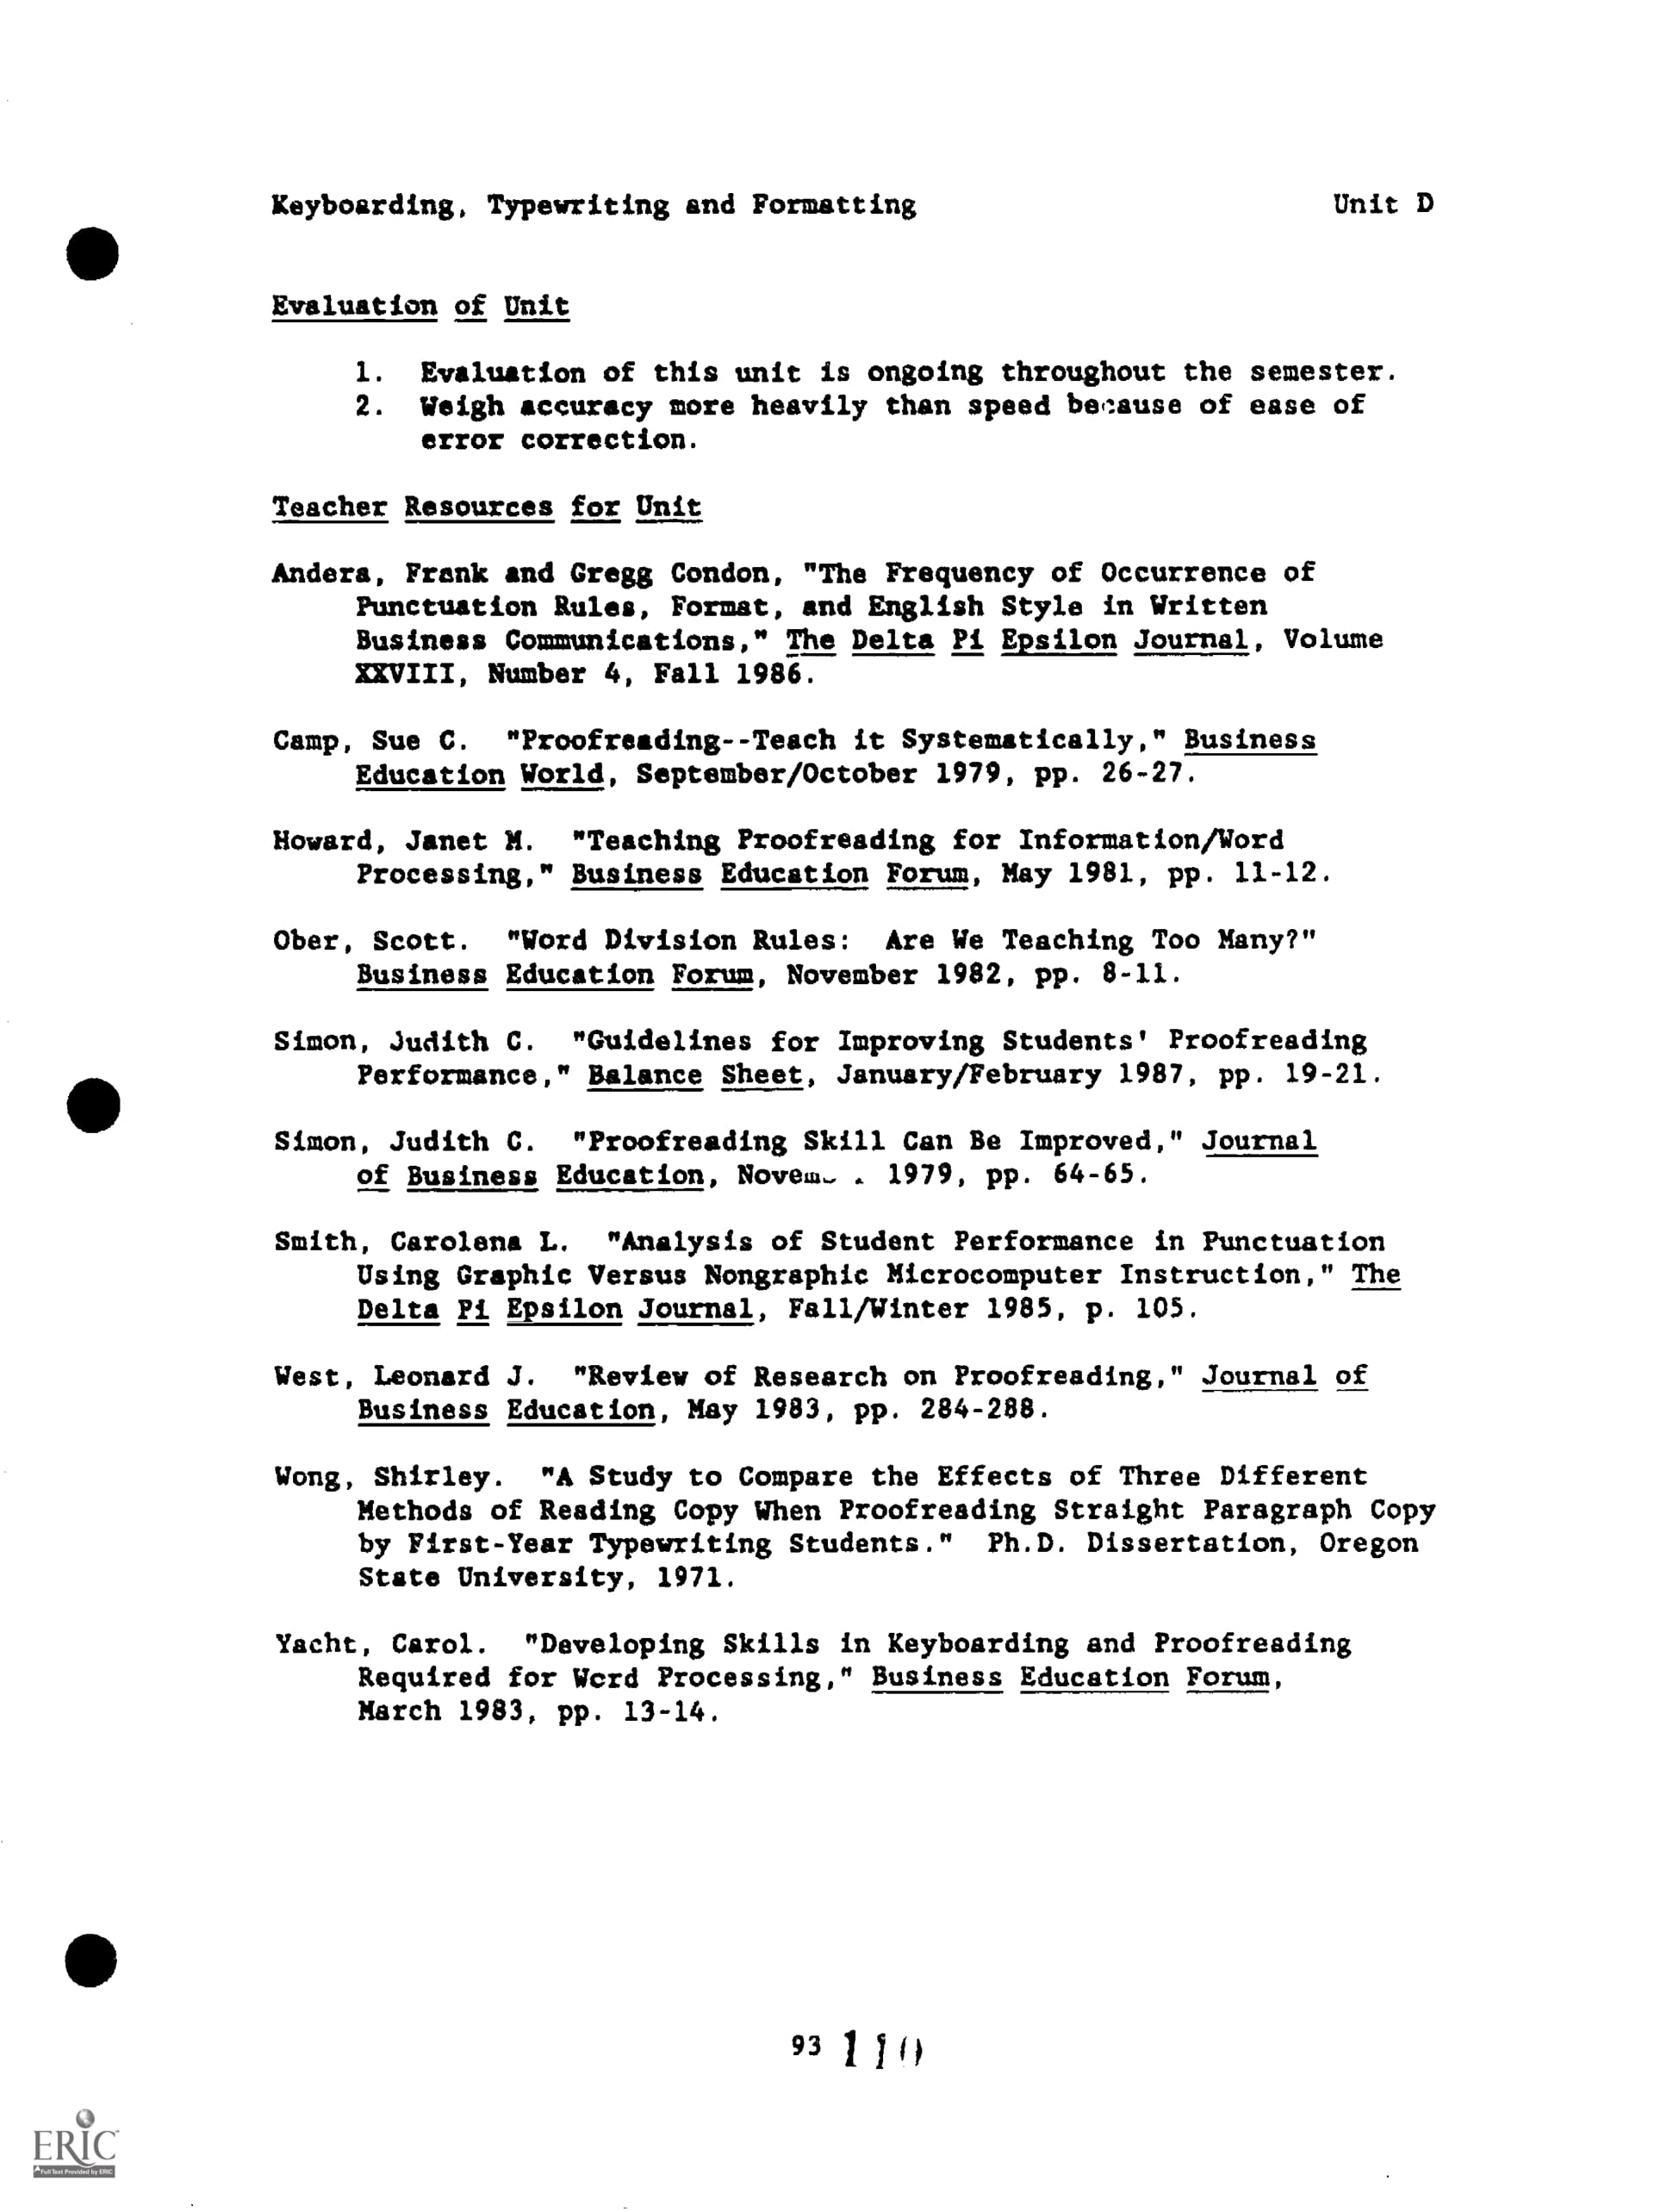 Keyboarding, Typewriting and Formatting Unit D
Evaluation of Unit
1. Evaluation of this unit is ongoing throughout the semester.
2. Weigh accuracy more heavily than speed because of ease of
error correction.
Teacher Resources for Unit
Andera, Frank and Gregg Condon, "The Frequency of Occurrence of
Punctuation Rules, Format, and English Style in Written
Business Communications," The Delta Pi Epsilon Journal, Volume
XXVIII, Number 4, Fall 1986.
Camp, Sue C. "Proofreading--Teach it Systematically," Business
Education World, September/October 1979, pp. 26-27.
Howard, Janet M. "Teaching Proofreading for Information/Word
Processing," Business Education Forum, May 1981, pp. 11-12.
Ober, Scott. "Word Division Rules: Are We Teaching Too Many?"
Business Education Forum, November 1982, pp. 8-11.
Simon, Judith C. "Guidelines for Improving Students' Proofreading
Performance," Balance Sheet, January/February 1987, pp. 19-21.
Simon, Judith C. "Proofreading Skill Can Be Improved," Journal
of Business Education, 1979, pp. 64-65.
Smith, Carolena L. "Analysis of Student Performance in Punctuation
Using Graphic Versus Nongraphic Microcomputer Instruction," The
Delta Pi Epsilon Journal, Fall/Winter 1985, p. 105.
West, Leonard J. "Review of Research on Proofreading," Journal of
Business Education, May 1983, pp. 284-288.
Wong, Shirley. "A Study to Compare the Effects of Three Different
Methods of Reading Copy When Proofreading Straight Paragraph Copy
by First-Year Typewriting Students." Ph.D. Dissertation, Oregon
State University, 1971.
Yacht, Carol. "Developing Skills in Keyboarding and Proofreading
Required for Word Processing," Business Education Forum,
March 1983, pp. 13-14.
93 110
ERIC
Full Text Provided by ERIC